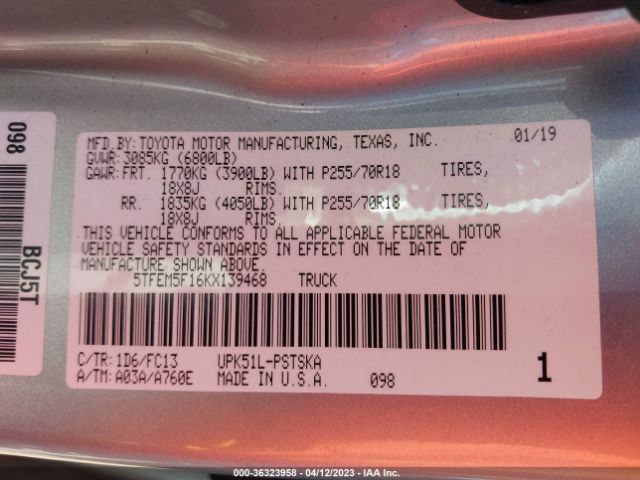 MFD.BY:TOYOTA MOTOR MANUFACTURING, TEXAS, INC. 01/19
GVWR:3085KG (6800LB)
GAWR:FRT. 1770KG (3900LB) WITH P255/70R18 TIRES,
18X8J RIMS.
RR. 1835KG (4050LB) WITH P255/70R18 TIRES,
18X8J RIMS.
THIS VEHICLE CONFORMS TO ALL APPLICABLE FEDERAL MOTOR
VEHICLE SAFETY STANDARDS IN EFFECT ON THE DATE OF
MANUFACTURE SHOWN ABOVE.
5TFEM5F16KX139468 TRUCK
C/TR:1D6/FC13 UPK51L-PSTSKA
A/TM:A03A/A760E MADE IN U.S.A. 098 1
098
BCJ5T
000-36323958 - 04/12/2023 - IAA Inc.